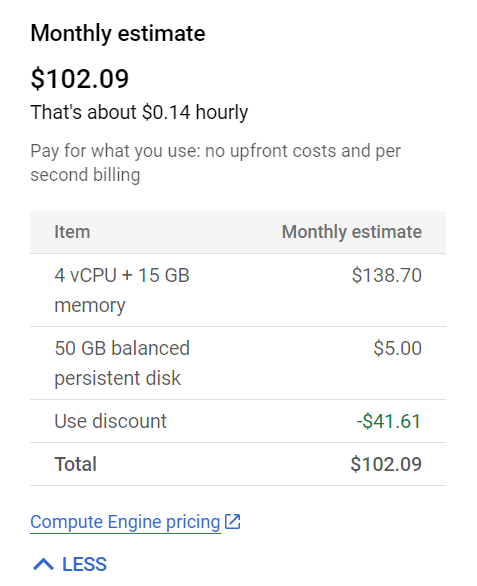 Monthly estimate
$102.09
That's about $0.14 hourly
Pay for what you use: no upfront costs and per
second billing
Item Monthly estimate
4 vCPU + 15 GB $138.70
memory
50 GB balanced $5.00
persistent disk
Use discount -$41.61
Total $102.09
Compute Engine pricing
LESS